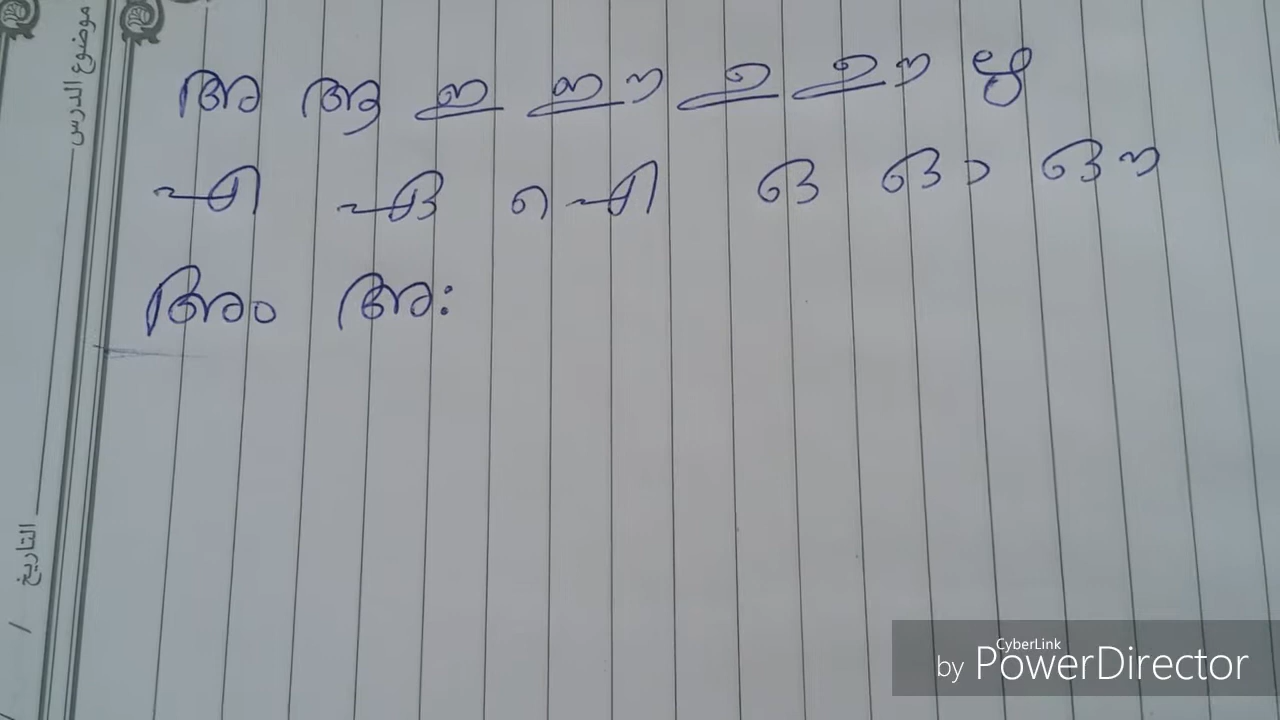 അ ആ ഇ ഈ ഉ ഊ ഋ
എ ഏ ഐ ഒ ഓ ഔ
അം അഃ
موضوع الدرس
التاريخ /
CyberLink
by PowerDirector